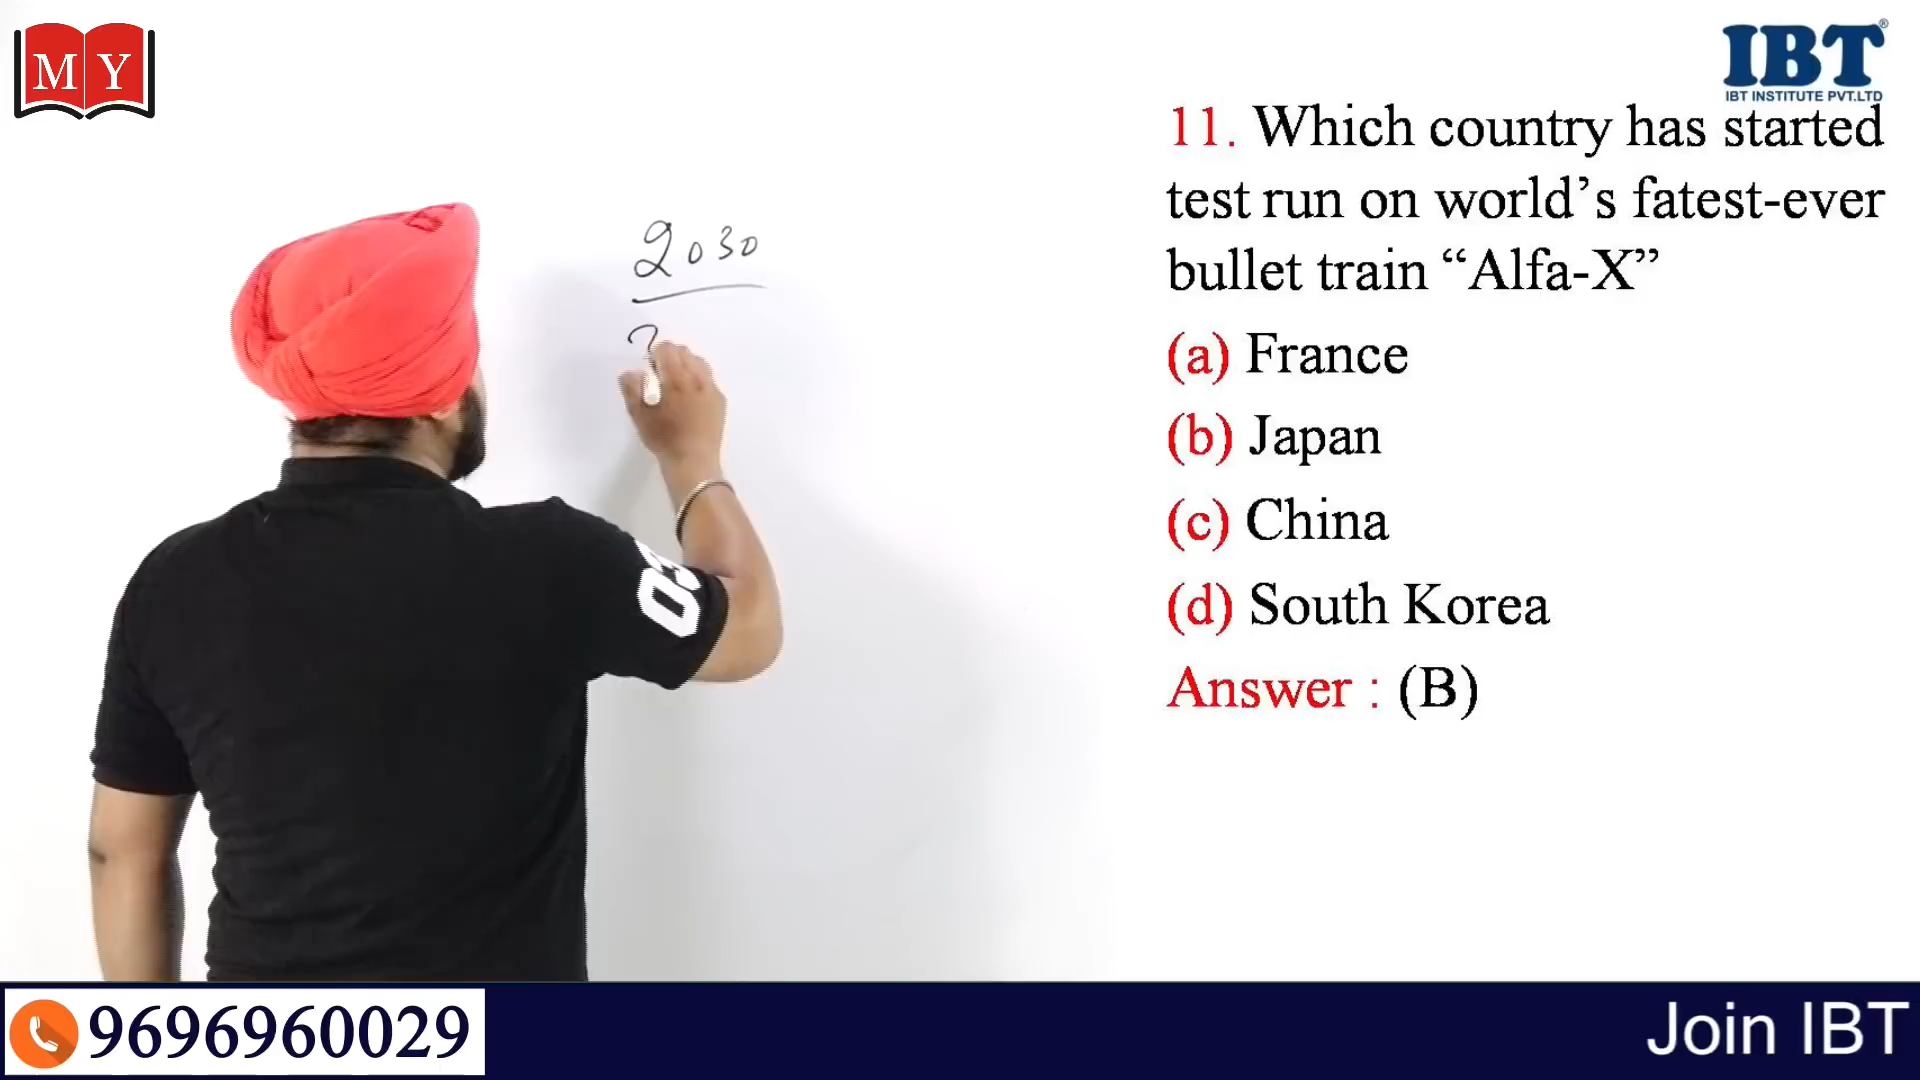 M Y
IBT
IBT INSTITUTE PVT.LTD
11. Which country has started
test run on world’s fatest-ever
bullet train “Alfa-X”
(a) France
(b) Japan
(c) China
(d) South Korea
Answer : (B)
2030
03
9696960029
Join IBT